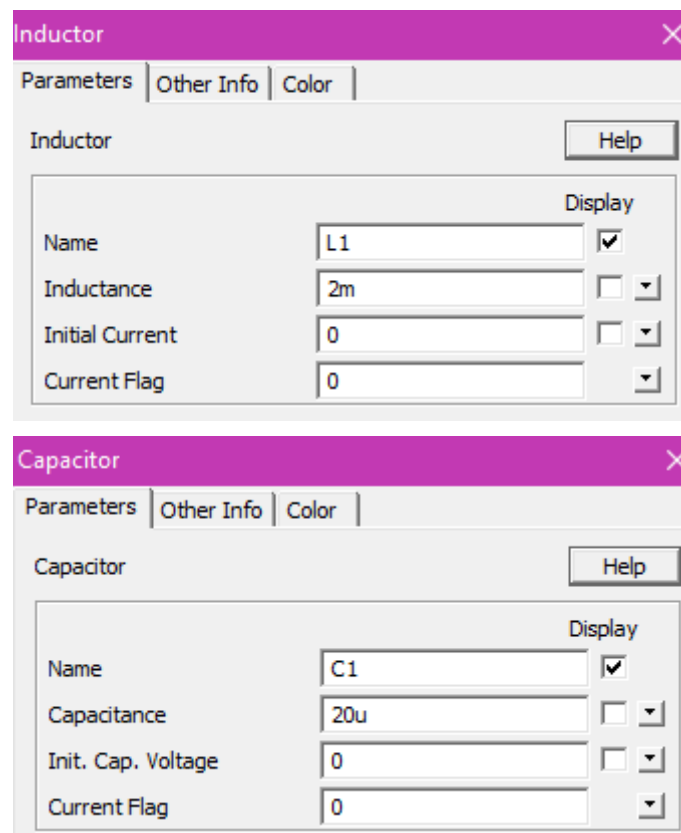 Inductor
Parameters Other Info Color
Inductor Help
Display
Name L1
Inductance 2m
Initial Current 0
Current Flag 0
Capacitor
Parameters Other Info Color
Capacitor Help
Display
Name C1
Capacitance 20u
Init. Cap. Voltage 0
Current Flag 0